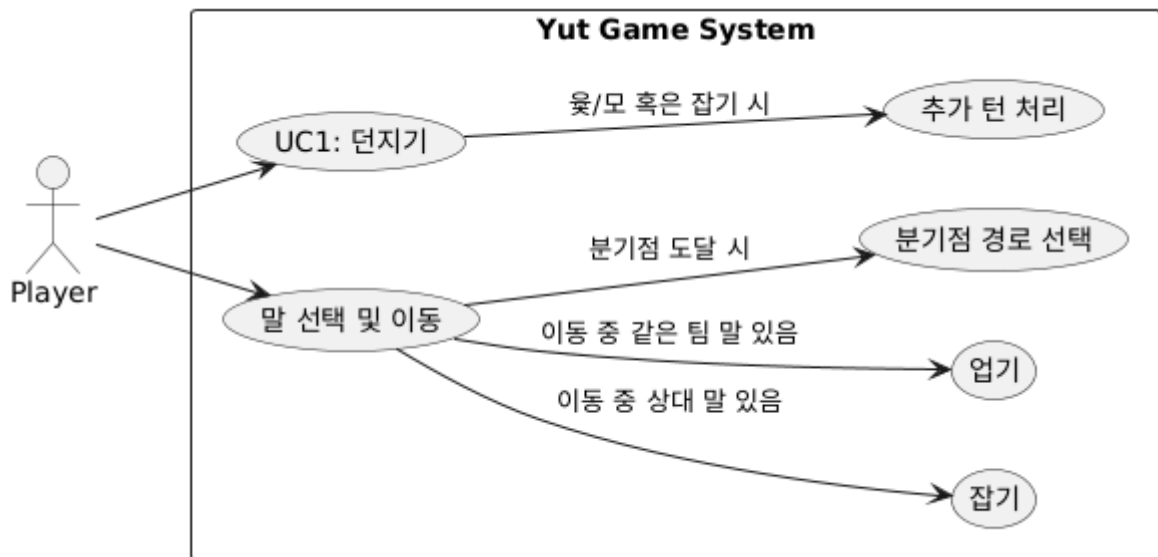 Yut Game System
윷/모 혹은 잡기 시
추가 턴 처리
UC1: 던지기
Player
분기점 도달 시
분기점 경로 선택
말 선택 및 이동
이동 중 같은 팀 말 있음
업기
이동 중 상대 말 있음
잡기